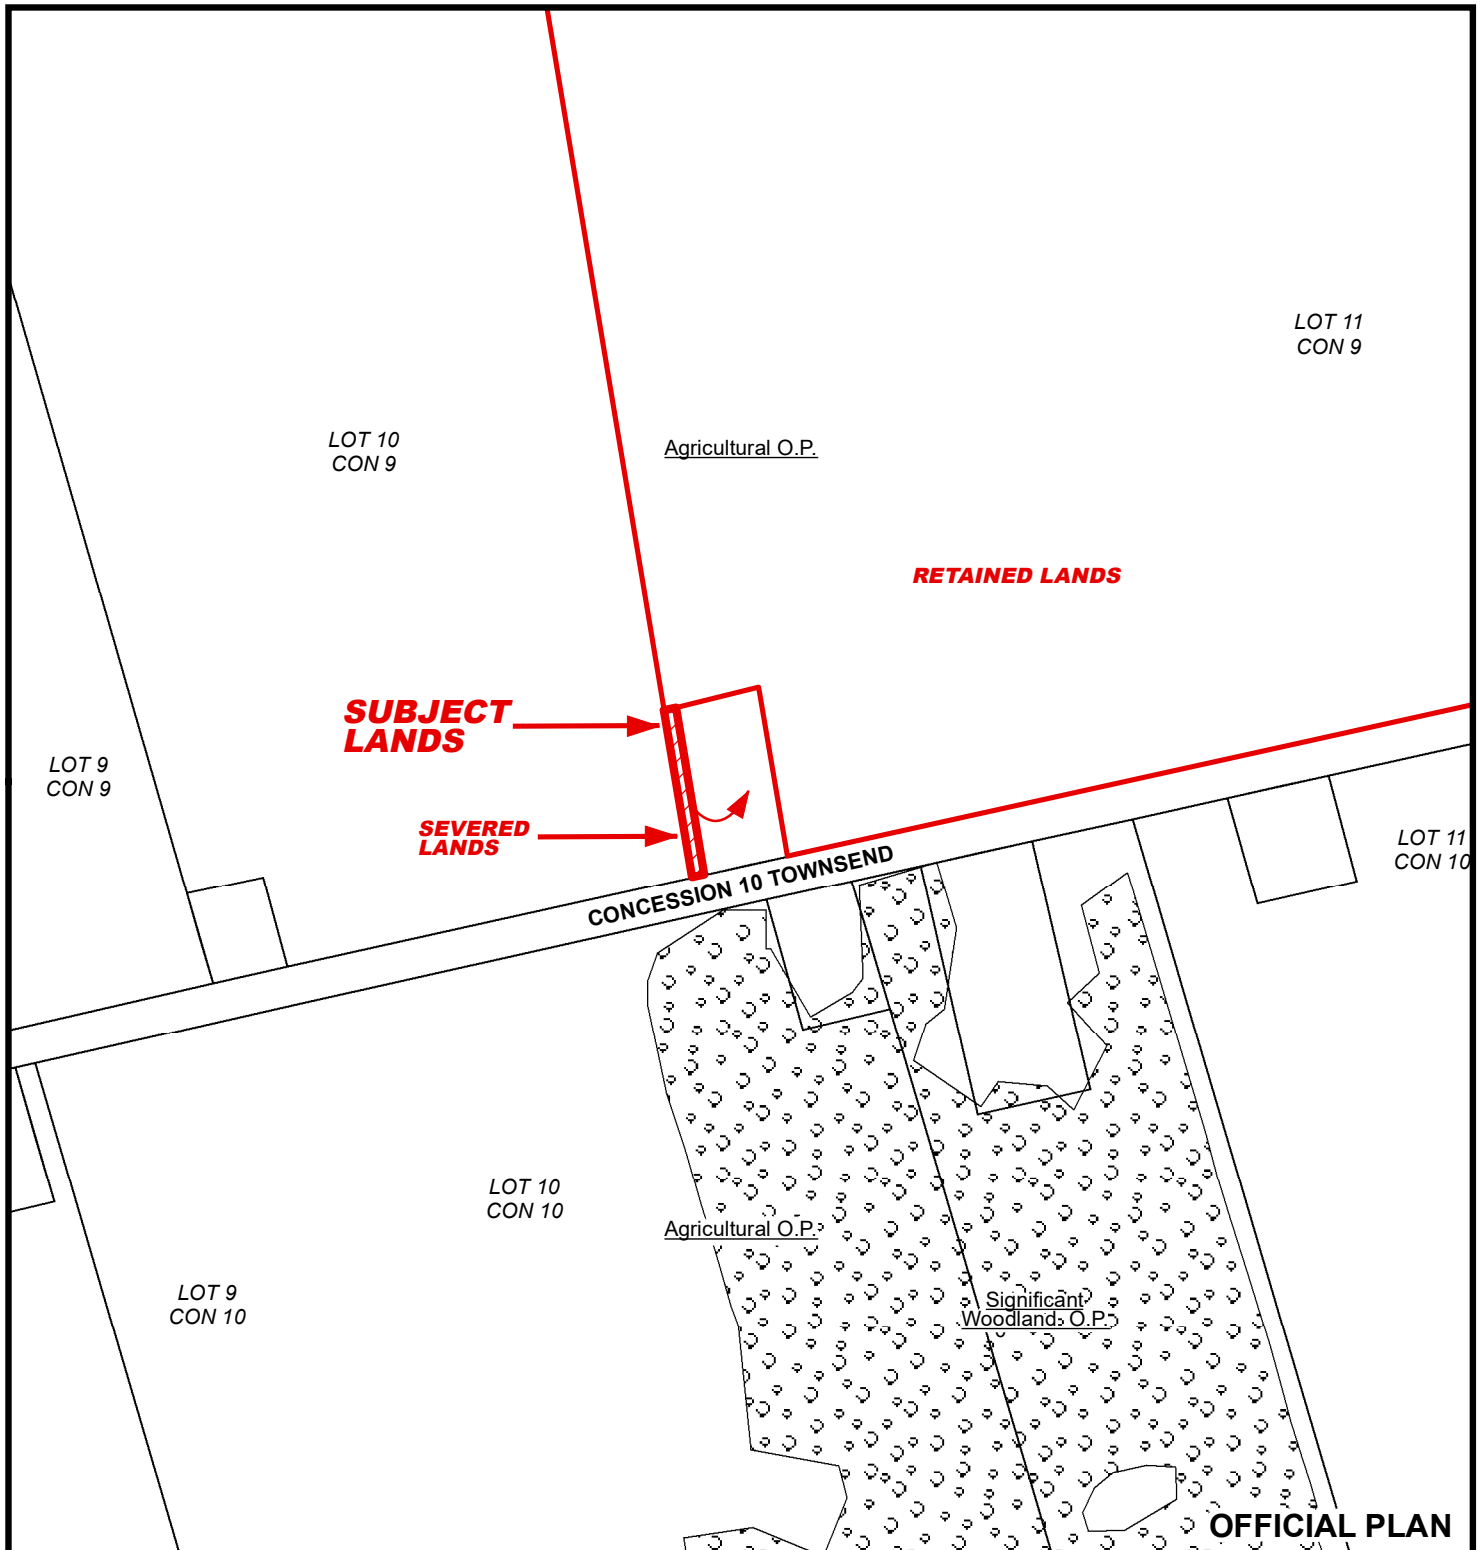 LOT 11
CON 9
LOT 10
CON 9
Agricultural O.P.
RETAINED LANDS
SUBJECT
LANDS
LOT 9
CON 9
SEVERED
LANDS
LOT 11
CON 10
CONCESSION 10 TOWNSEND
LOT 10
CON 10
Agricultural O.P.
LOT 9
CON 10
Significant
Woodlands O.P.
OFFICIAL PLAN